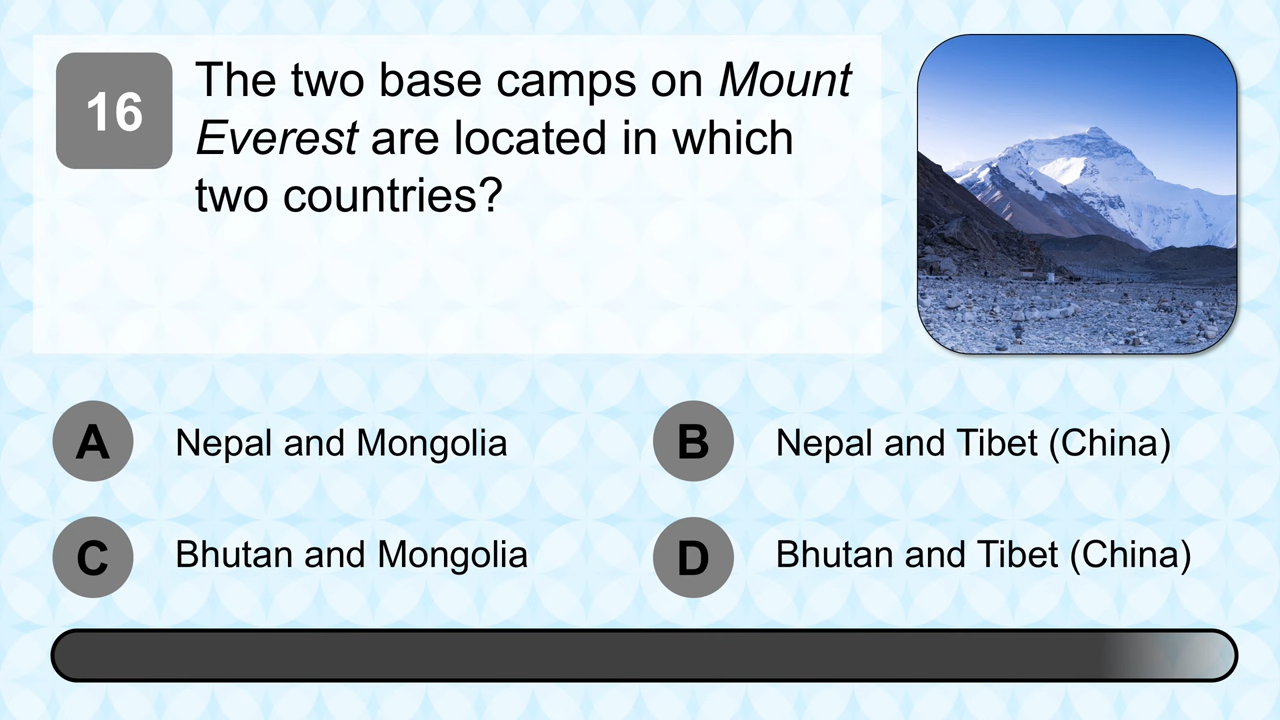 16
The two base camps on Mount
Everest are located in which
two countries?
A Nepal and Mongolia
B Nepal and Tibet (China)
C Bhutan and Mongolia
D Bhutan and Tibet (China)